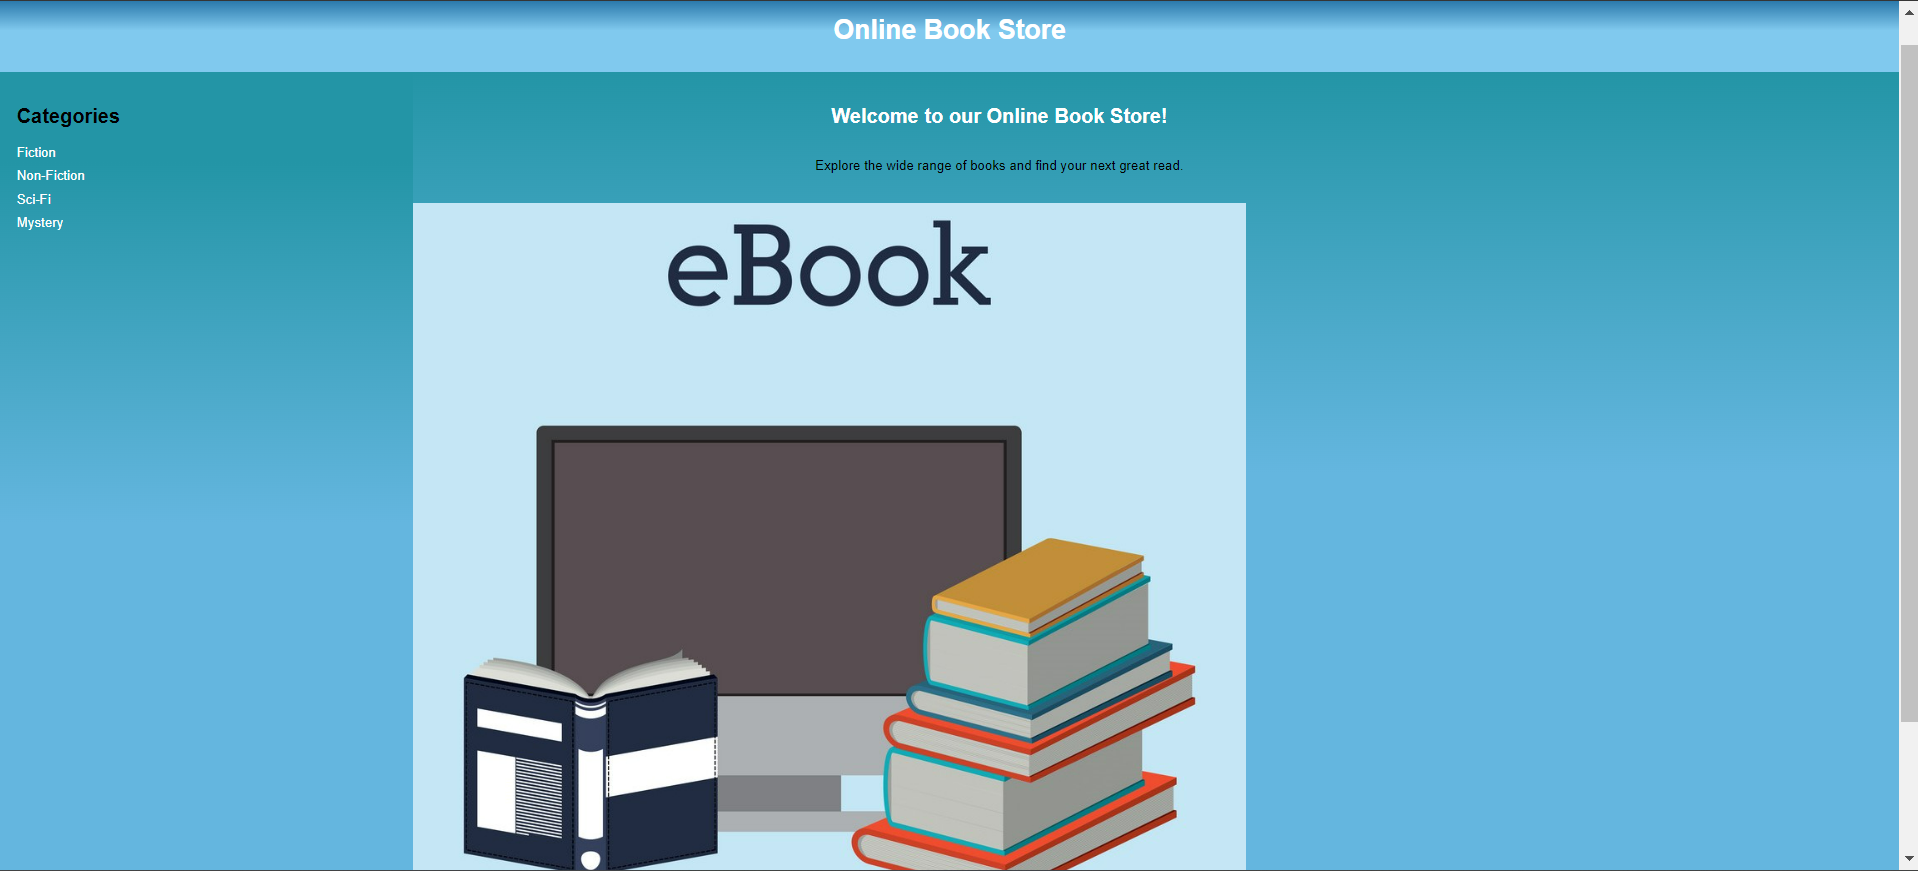 Online Book Store
Categories
Fiction
Non-Fiction
Sci-Fi
Mystery
Welcome to our Online Book Store!
Explore the wide range of books and find your next great read.
eBook